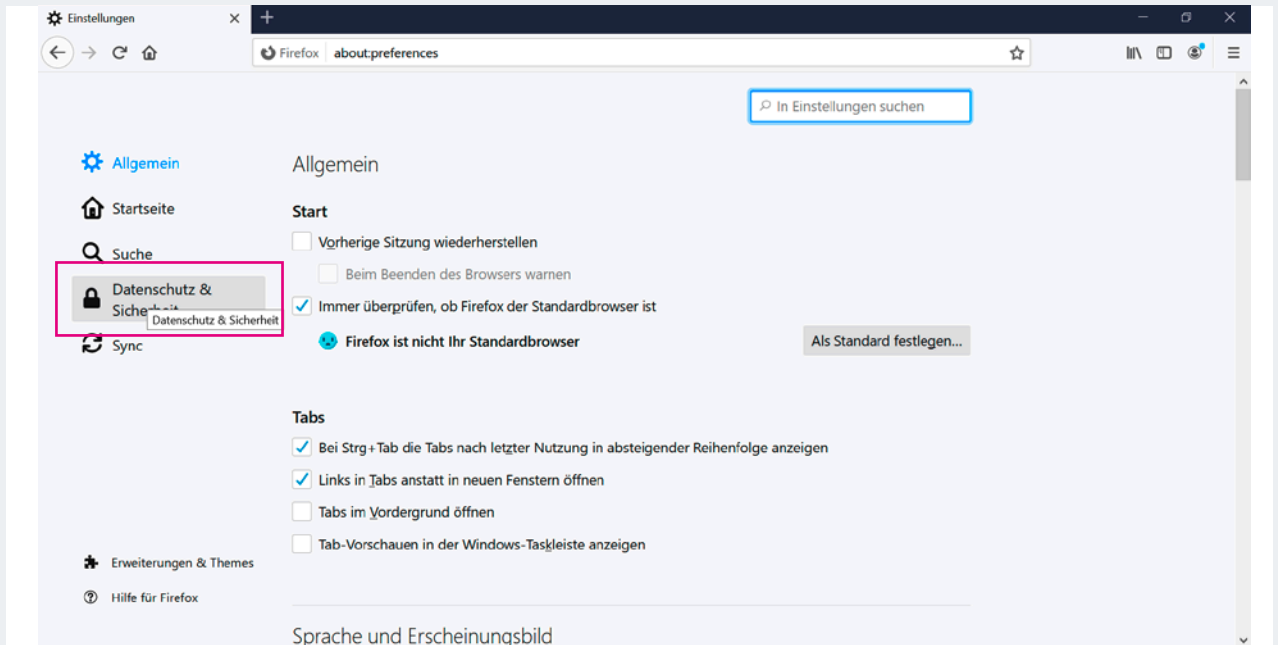 Einstellungen
Firefox about:preferences
In Einstellungen suchen
Allgemein
Startseite
Suche
Datenschutz &
Sicherheit
Datenschutz & Sicherheit
Sync
Erweiterungen & Themes
Hilfe für Firefox
Allgemein
Start
Vorherige Sitzung wiederherstellen
Beim Beenden des Browsers warnen
Immer überprüfen, ob Firefox der Standardbrowser ist
Firefox ist nicht Ihr Standardbrowser
Als Standard festlegen...
Tabs
Bei Strg+Tab die Tabs nach letzter Nutzung in absteigender Reihenfolge anzeigen
Links in Tabs anstatt in neuen Fenstern öffnen
Tabs im Vordergrund öffnen
Tab-Vorschauen in der Windows-Taskleiste anzeigen
Sprache und Erscheinungsbild